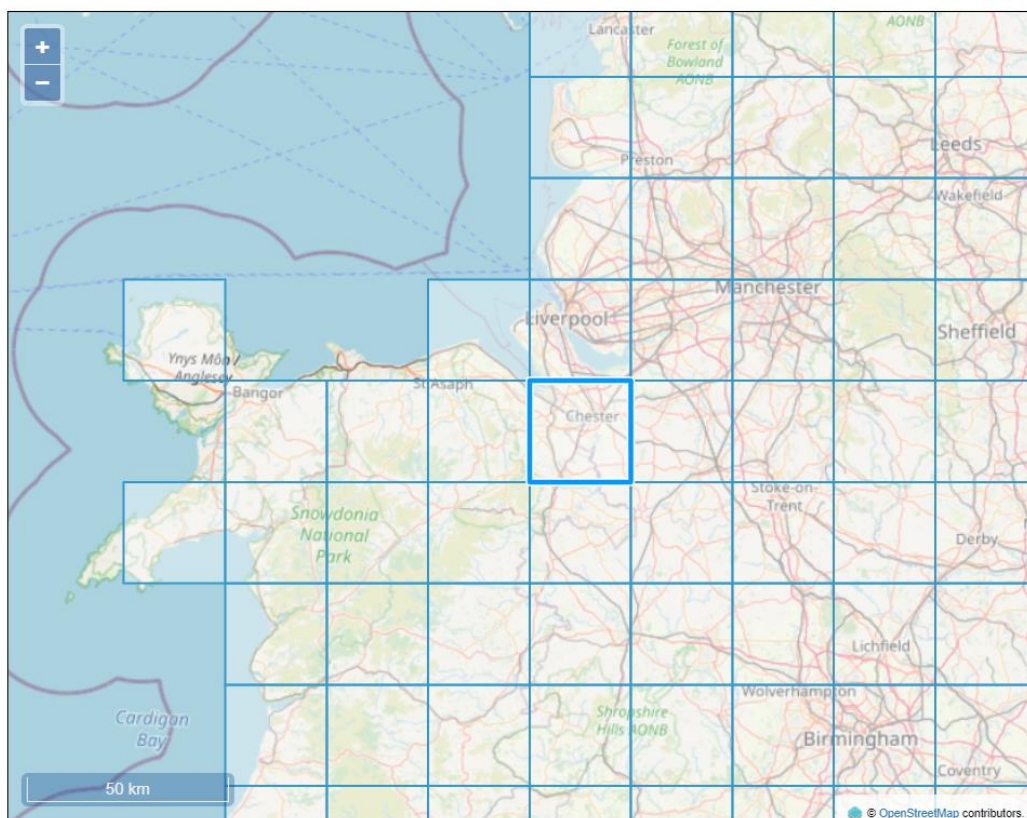 +
−
Lancaster
Forest of
Bowland
AONB
AONB
Leeds
Preston
Wakefield
Manchester
Liverpool
Sheffield
Ynys Môn /
Anglesey
Bangor
St Asaph
Chester
Stoke-on-
Trent
Snowdonia
National
Park
Derby
Lichfield
Wolverhampton
Cardigan
Bay
Shropshire
Hills AONB
Birmingham
Coventry
50 km
© OpenStreetMap contributors